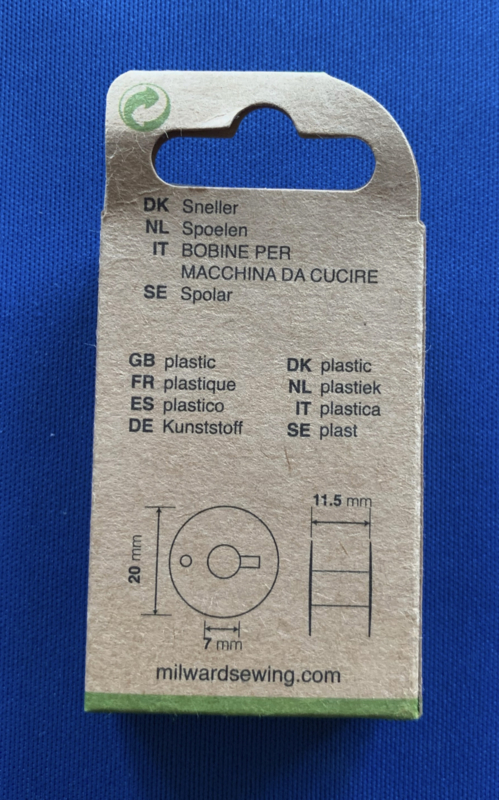 DK Sneller
NL Spoelen
IT BOBINE PER
MACCHINA DA CUCIRE
SE Spolar
GB plastic
FR plastique
ES plastico
DE Kunststoff
DK plastic
NL plastiek
IT plastica
SE plast
11.5 mm
20 mm
7 mm
milwardsewing.com